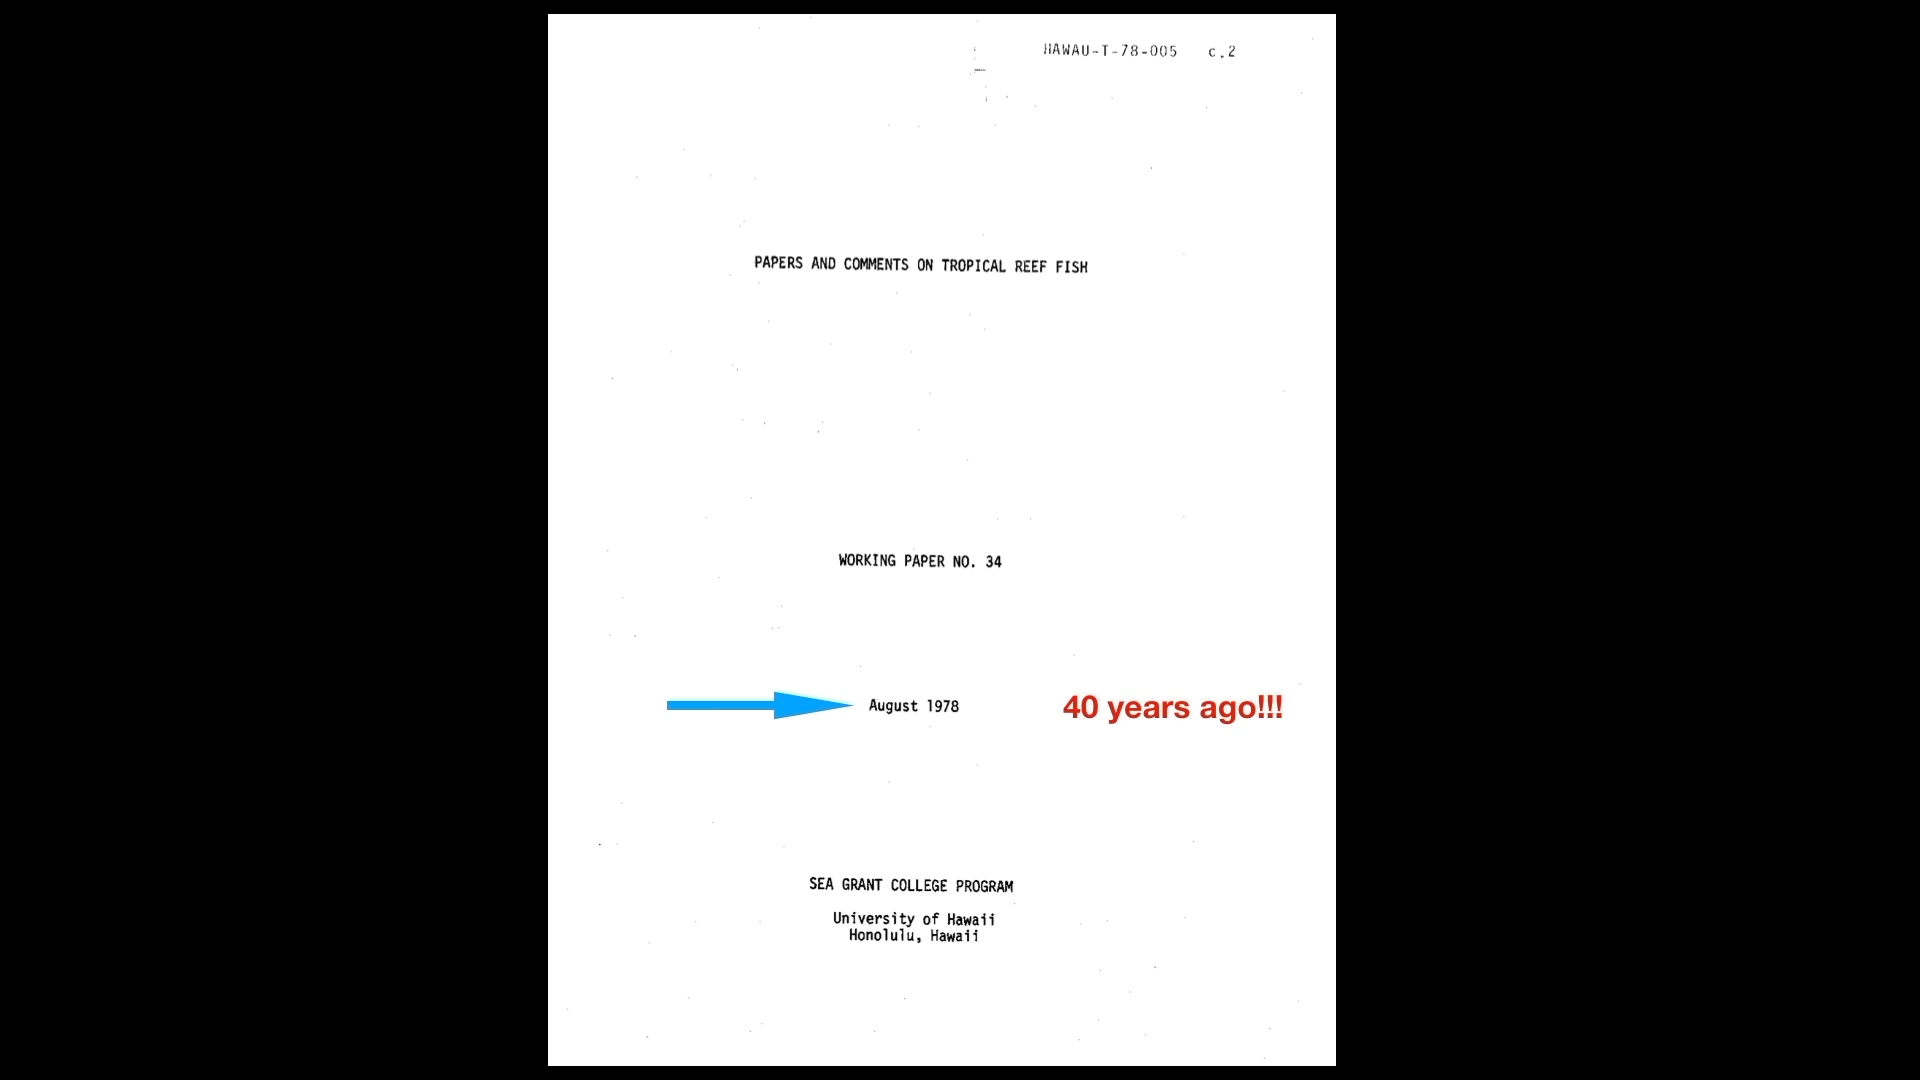 HAWAU-T-78-005 c.2
PAPERS AND COMMENTS ON TROPICAL REEF FISH
WORKING PAPER NO. 34
August 1978
40 years ago!!!
SEA GRANT COLLEGE PROGRAM
University of Hawaii
Honolulu, Hawaii